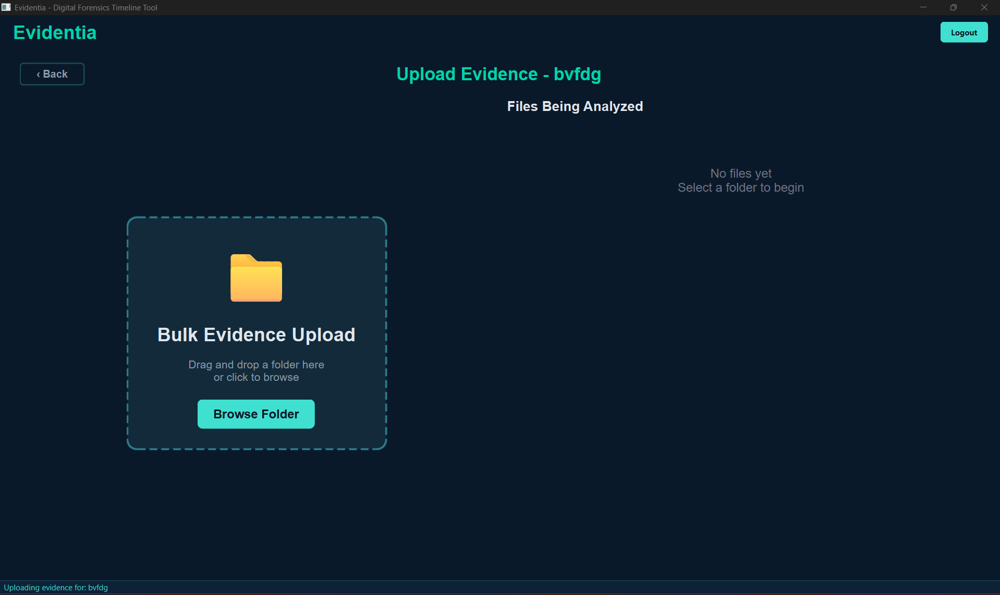 Evidentia - Digital Forensics Timeline Tool
Evidentia
Logout
‹ Back
Upload Evidence - bvfdg
Files Being Analyzed
No files yet
Select a folder to begin
Bulk Evidence Upload
Drag and drop a folder here
or click to browse
Browse Folder
Uploading evidence for: bvfdg